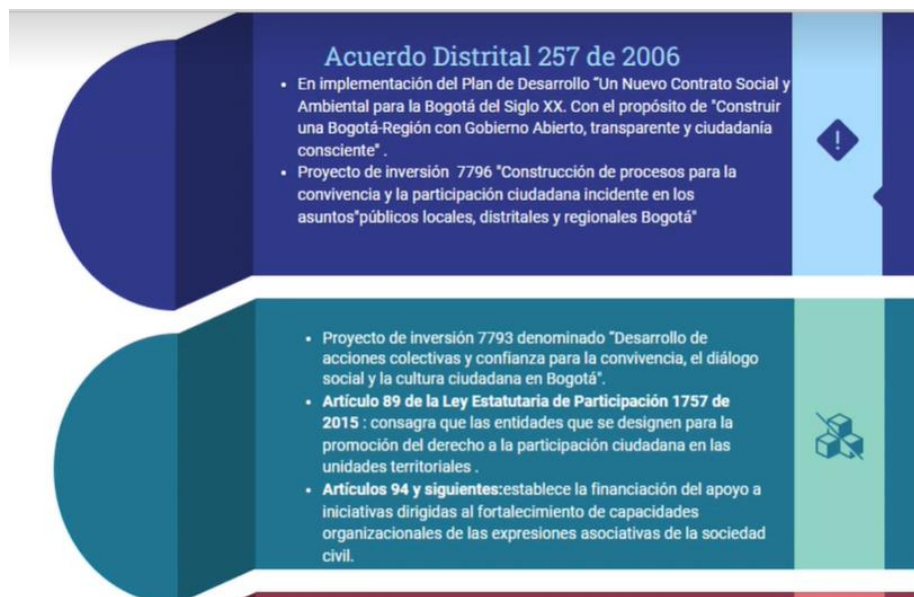 Acuerdo Distrital 257 de 2006
• En implementación del Plan de Desarrollo “Un Nuevo Contrato Social y
Ambiental para la Bogotá del Siglo XX. Con el propósito de "Construir
una Bogotá-Región con Gobierno Abierto, transparente y ciudadanía
consciente" .
• Proyecto de inversión 7796 "Construcción de procesos para la
convivencia y la participación ciudadana incidente en los
asuntos"públicos locales, distritales y regionales Bogotá"
• Proyecto de inversión 7793 denominado “Desarrollo de
acciones colectivas y confianza para la convivencia, el diálogo
social y la cultura ciudadana en Bogotá".
• Artículo 89 de la Ley Estatutaria de Participación 1757 de
2015 : consagra que las entidades que se designen para la
promoción del derecho a la participación ciudadana en las
unidades territoriales .
• Artículos 94 y siguientes:establece la financiación del apoyo a
iniciativas dirigidas al fortalecimiento de capacidades
organizacionales de las expresiones asociativas de la sociedad
civil.